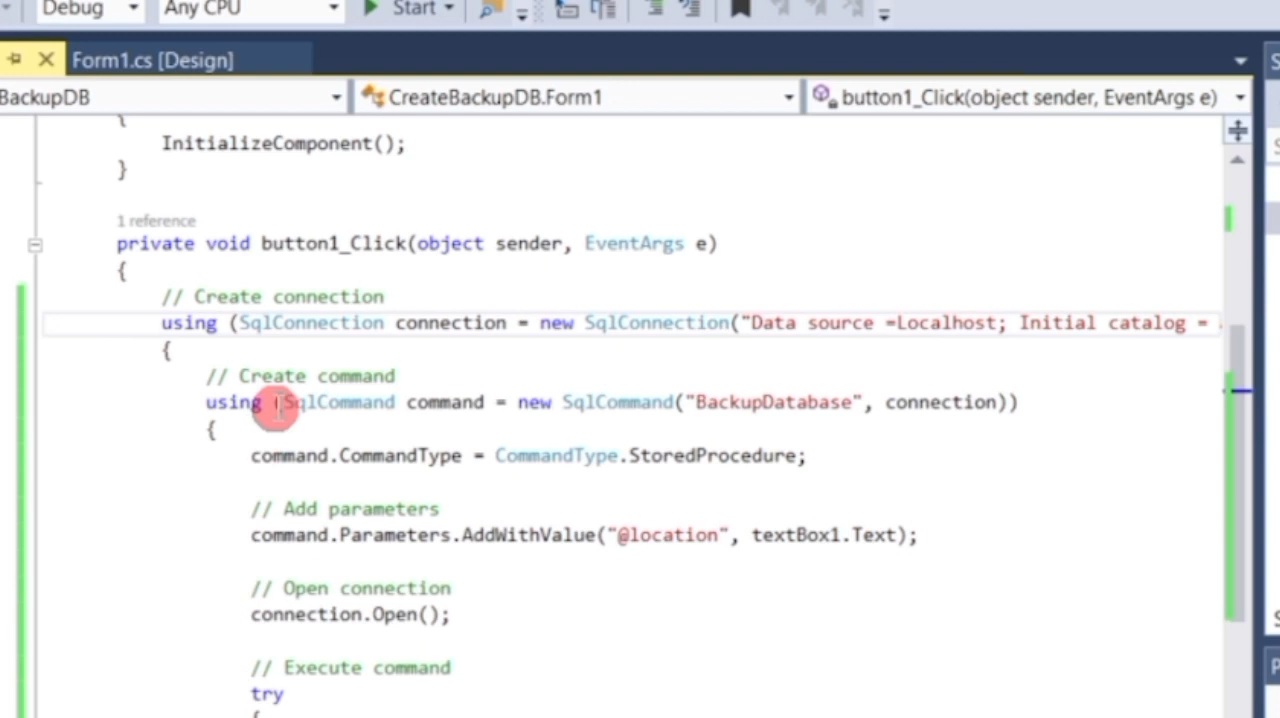 Debug Any CPU Start
Form1.cs [Design]
BackupDB CreateBackupDB.Form1 button1_Click(object sender, EventArgs e)
{
InitializeComponent();
}
1 reference
private void button1_Click(object sender, EventArgs e)
{
// Create connection
using (SqlConnection connection = new SqlConnection("Data source =Localhost; Initial catalog =
{
// Create command
using (SqlCommand command = new SqlCommand("BackupDatabase", connection))
{
command.CommandType = CommandType.StoredProcedure;
// Add parameters
command.Parameters.AddWithValue("@location", textBox1.Text);
// Open connection
connection.Open();
// Execute command
try
{